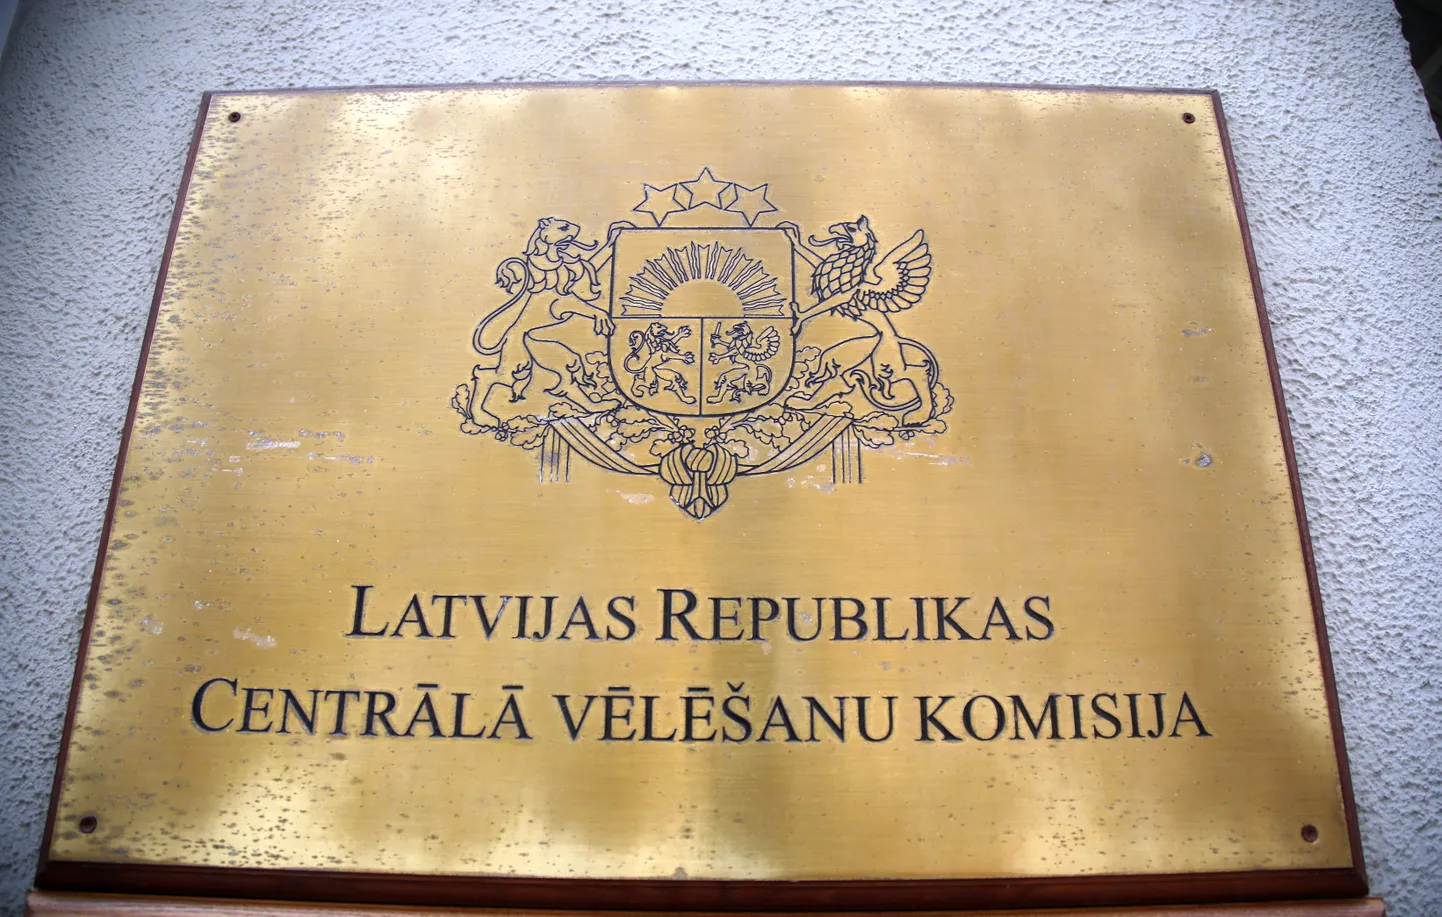 LATVIJAS REPUBLIKAS
CENTRĀLĀ VĒLĒŠANU KOMISIJA